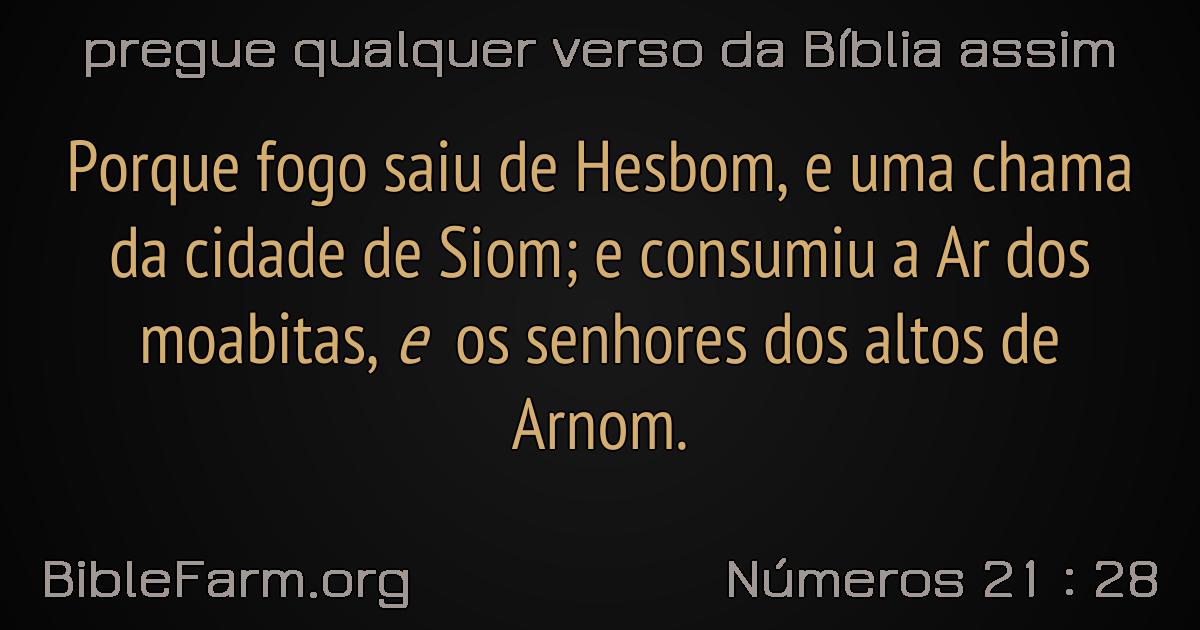 pregue qualquer verso da Bíblia assim
Porque fogo saiu de Hesbom, e uma chama
da cidade de Siom; e consumiu a Ar dos
moabitas, e os senhores dos altos de
Arnom.
BibleFarm.org
Números 21 : 28